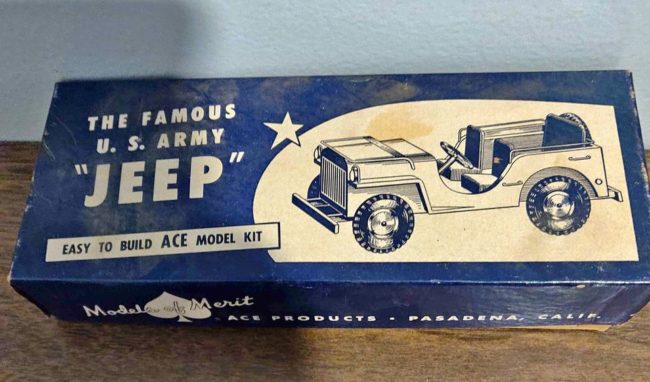 THE FAMOUS
U. S. ARMY
"JEEP"
EASY TO BUILD ACE MODEL KIT
Models of Merit
ACE PRODUCTS • PASADENA, CALIF.